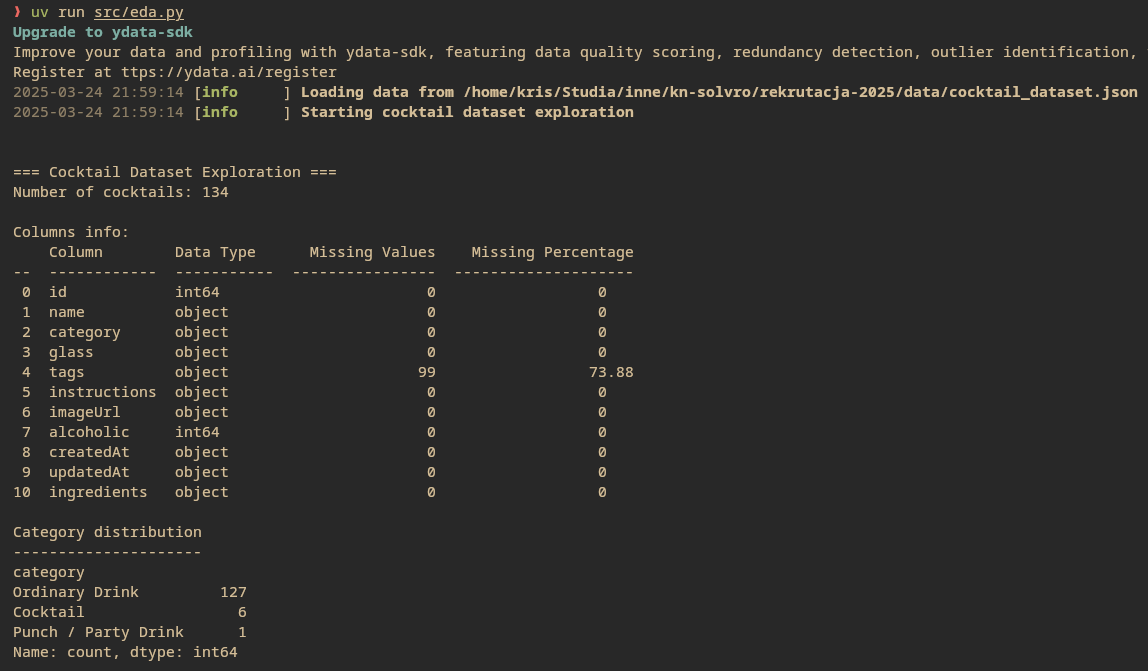 ❯ uv run src/eda.py
Upgrade to ydata-sdk
Improve your data and profiling with ydata-sdk, featuring data quality scoring, redundancy detection, outlier identification,
Register at ttps://ydata.ai/register
2025-03-24 21:59:14 [info     ] Loading data from /home/kris/Studia/inne/kn-solvro/rekrutacja-2025/data/cocktail_dataset.json
2025-03-24 21:59:14 [info     ] Starting cocktail dataset exploration
=== Cocktail Dataset Exploration ===
Number of cocktails: 134
Columns info:
    Column        Data Type      Missing Values    Missing Percentage
--  ------------  -----------  ----------------  --------------------
 0  id            int64                       0                  0
 1  name          object                      0                  0
 2  category      object                      0                  0
 3  glass         object                      0                  0
 4  tags          object                     99                 73.88
 5  instructions  object                      0                  0
 6  imageUrl      object                      0                  0
 7  alcoholic     int64                       0                  0
 8  createdAt     object                      0                  0
 9  updatedAt     object                      0                  0
10  ingredients   object                      0                  0
Category distribution
---------------------
category
Ordinary Drink         127
Cocktail                 6
Punch / Party Drink      1
Name: count, dtype: int64